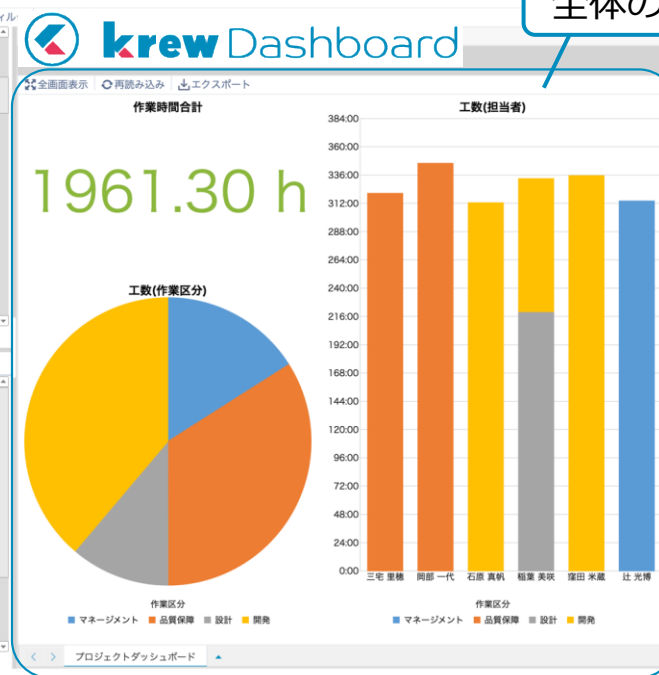 ィル
全体の
krew Dashboard
全画面表示 再読み込み エクスポート
作業時間合計
1961.30 h
工数(作業区分)
作業区分
マネージメント 品質保障 設計 開発
工数(担当者)
384:00
360:00
336:00
312:00
288:00
264:00
240:00
216:00
192:00
168:00
144:00
120:00
96:00
72:00
48:00
24:00
0:00
三宅 里穂 岡部 一代 石原 真帆 稲葉 美咲 窪田 米蔵 辻 光博
作業区分
マネージメント 品質保障 設計 開発
プロジェクトダッシュボード